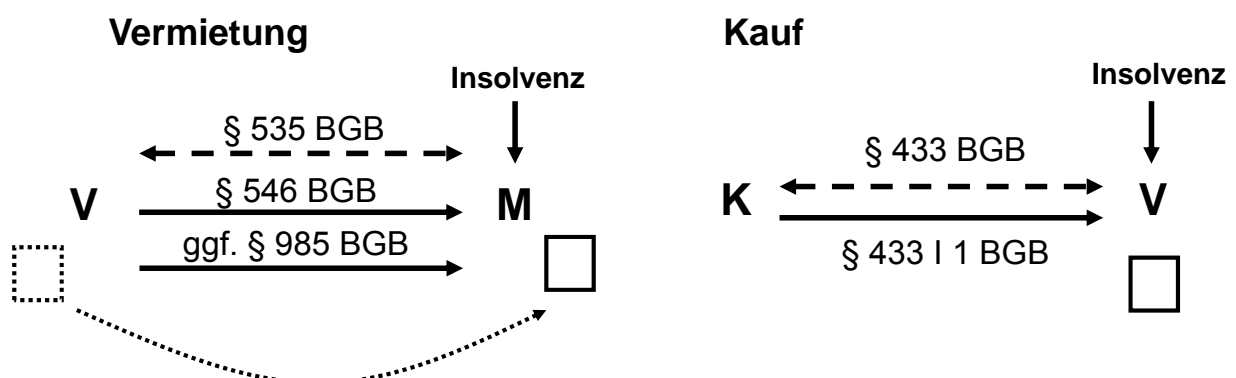 Vermietung
Insolvenz
§ 535 BGB
V
§ 546 BGB
M
ggf. § 985 BGB
Kauf
Insolvenz
§ 433 BGB
K
V
§ 433 I 1 BGB